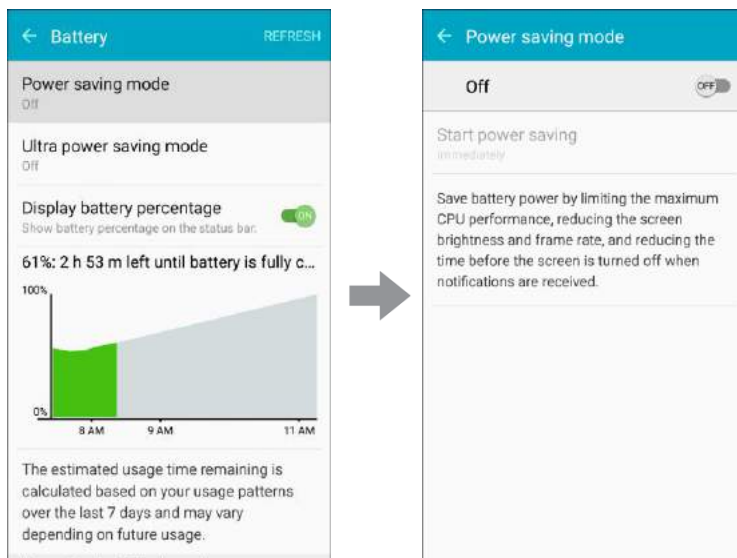 Battery
REFRESH
Power saving mode
Off
Ultra power saving mode
Off
Display battery percentage
Show battery percentage on the status bar.
ON
61%: 2 h 53 m left until battery is fully c...
100%
0%
8 AM
9 AM
11 AM
The estimated usage time remaining is
calculated based on your usage patterns
over the last 7 days and may vary
depending on future usage.
Power saving mode
Off
OFF
Start power saving
Immediately
Save battery power by limiting the maximum
CPU performance, reducing the screen
brightness and frame rate, and reducing the
time before the screen is turned off when
notifications are received.